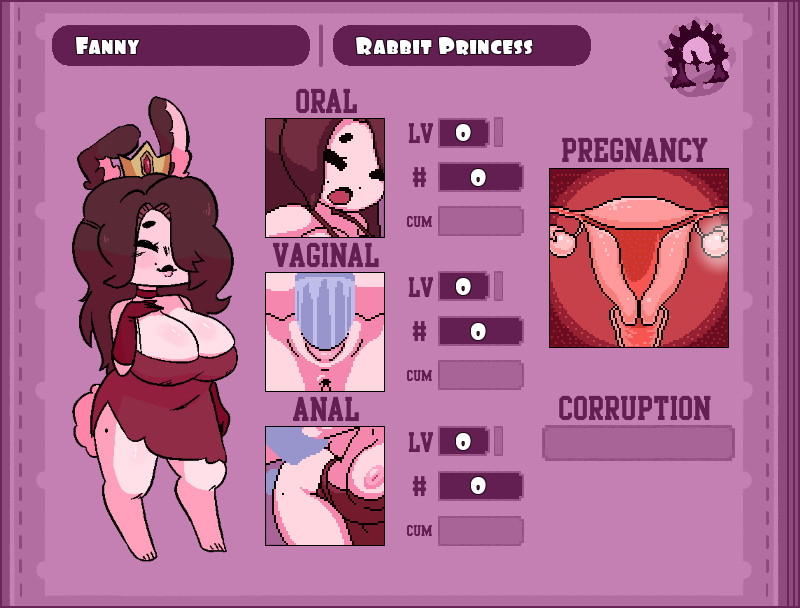 Fanny
Rabbit Princess
ORAL
LV 0
# 0
CUM
VAGINAL
LV 0
# 0
CUM
ANAL
LV 0
# 0
CUM
PREGNANCY
CORRUPTION